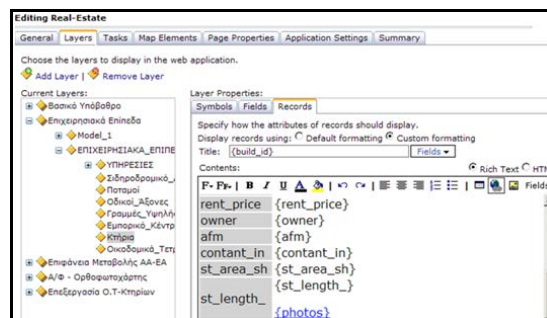 Editing Real-Estate
General Layers Tasks Map Elements Page Properties Application Settings Summary
Choose the layers to display in the web application.
Add Layer | Remove Layer
Current Layers:
Βασικό Υπόβαθρο
Επιχειρησιακά Επίπεδα
Model_1
ΕΠΙΧΕΙΡΗΣΙΑΚΑ_ΕΠΙΠΕ
ΥΠΗΡΕΣΙΕΣ
Σιδηροδρομικό_
Ποταμοί
Οδικοί_Άξονες
Γραμμές_Υψηλή
Εμπορικό_Κέντρ
Κτήρια
Οικοδομικά_Τετρ
Επιφάνεια Μεταβολής ΑΑ-ΕΑ
Α/Φ - Ορθοφωτοχάρτης
Επεξεργασία Ο.Τ-Κτηρίων
Layer Properties:
Symbols Fields Records
Specify how the attributes of records should display.
Display records using: Default formatting Custom formatting
Title: {build_id} Fields
Contents: Rich Text HTM
F Fp | B I U A Fields
rent_price {rent_price}
owner {owner}
afm {afm}
contant_in {contant_in}
st_area_sh {st_area_sh}
st_length_ {st_length_}
{photos}